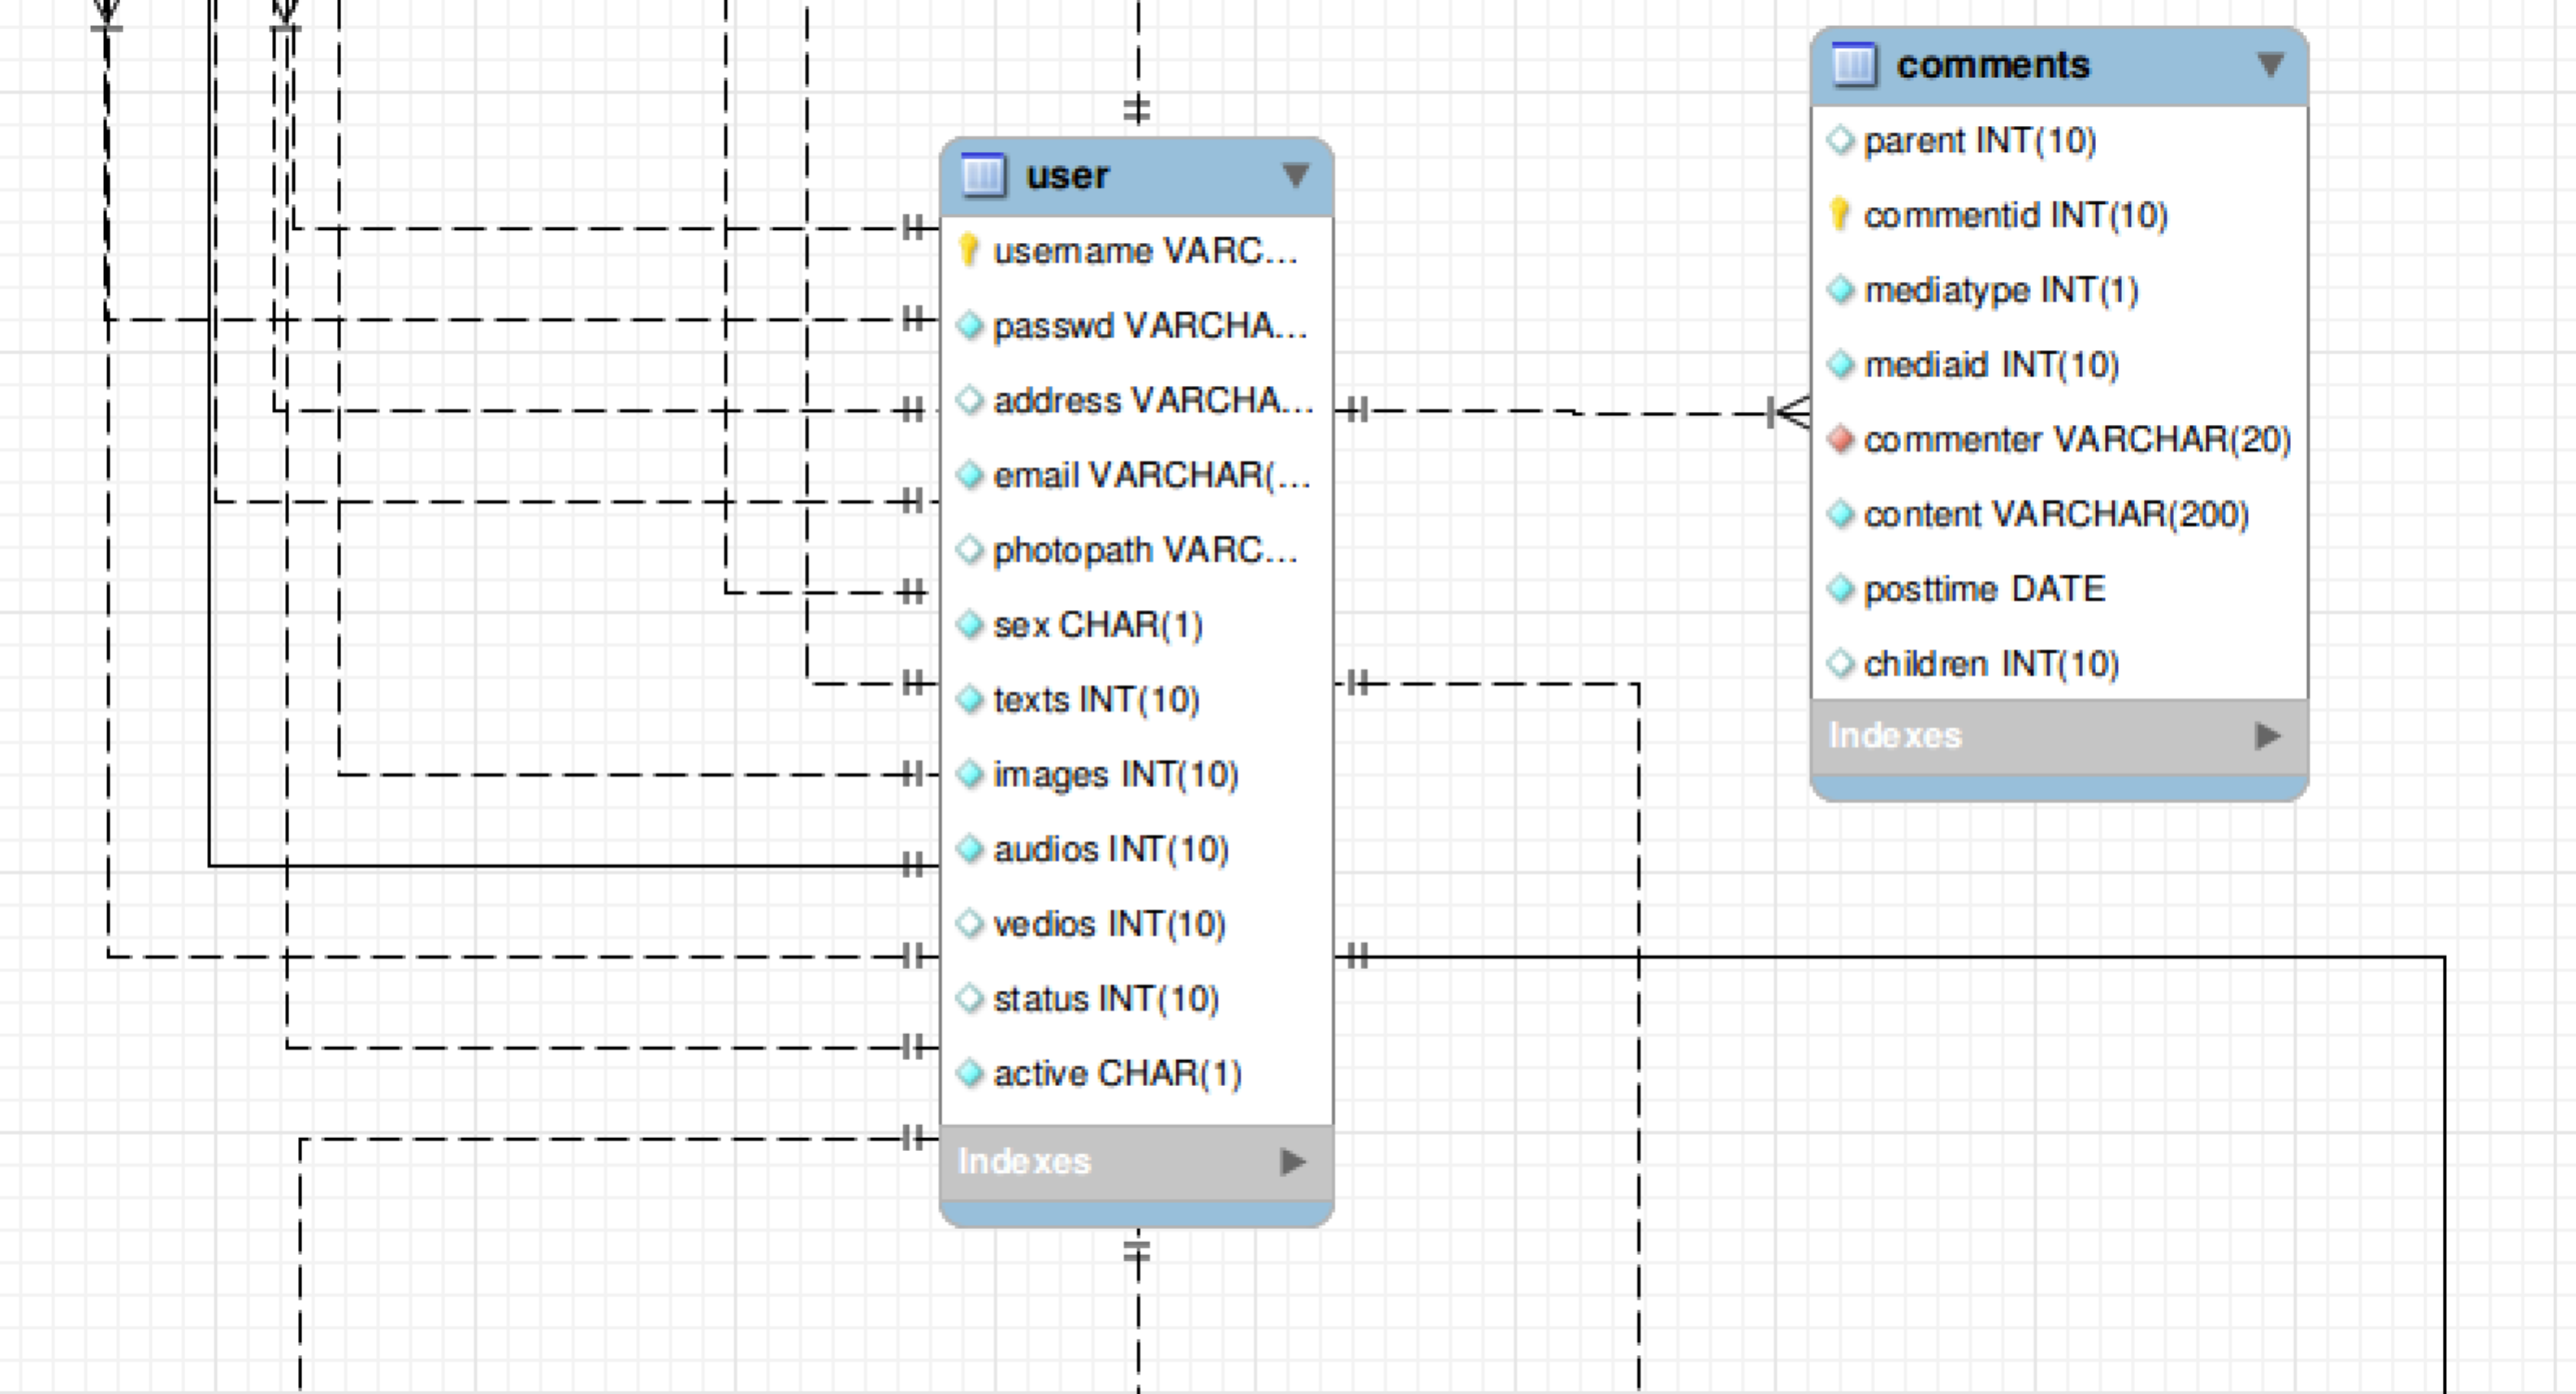 user
username VARC...
passwd VARCHA...
address VARCHA...
email VARCHAR(...
photopath VARC...
sex CHAR(1)
texts INT(10)
images INT(10)
audios INT(10)
vedios INT(10)
status INT(10)
active CHAR(1)
Indexes
comments
parent INT(10)
commentid INT(10)
mediatype INT(1)
mediaid INT(10)
commenter VARCHAR(20)
content VARCHAR(200)
posttime DATE
children INT(10)
Indexes